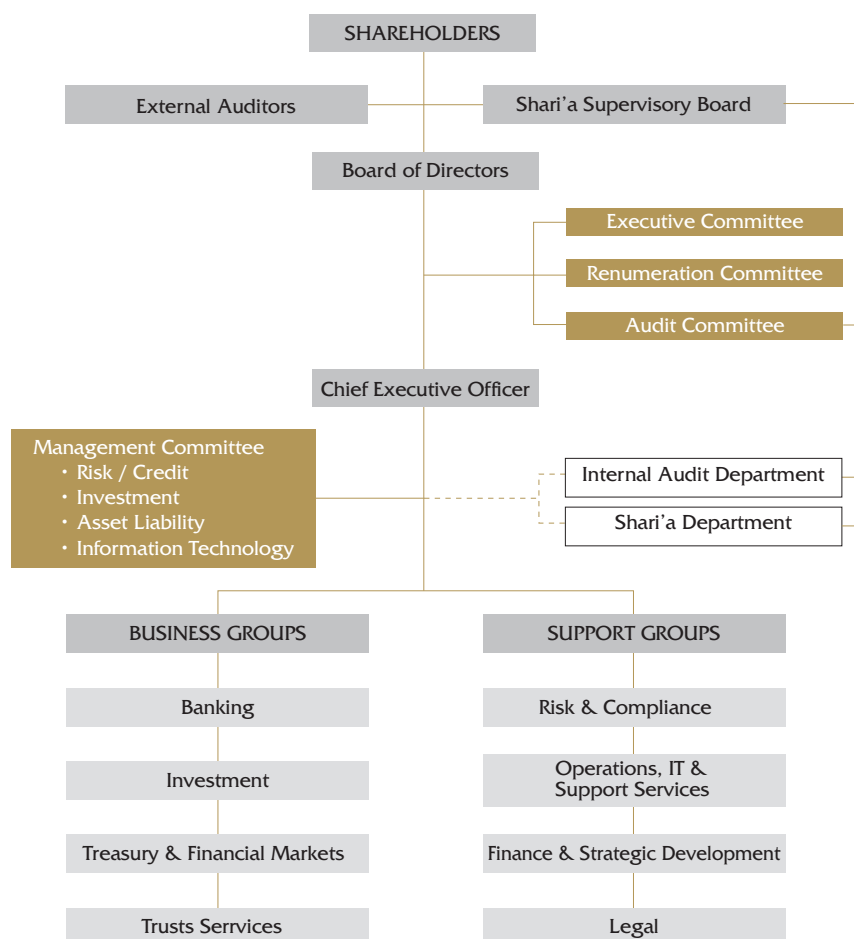 SHAREHOLDERS
External Auditors
Shari’a Supervisory Board
Board of Directors
Executive Committee
Renumeration Committee
Audit Committee
Chief Executive Officer
Management Committee
· Risk / Credit
· Investment
· Asset Liability
· Information Technology
Internal Audit Department
Shari’a Department
BUSINESS GROUPS
SUPPORT GROUPS
Banking
Risk & Compliance
Investment
Operations, IT &
Support Services
Treasury & Financial Markets
Finance & Strategic Development
Trusts Serrvices
Legal